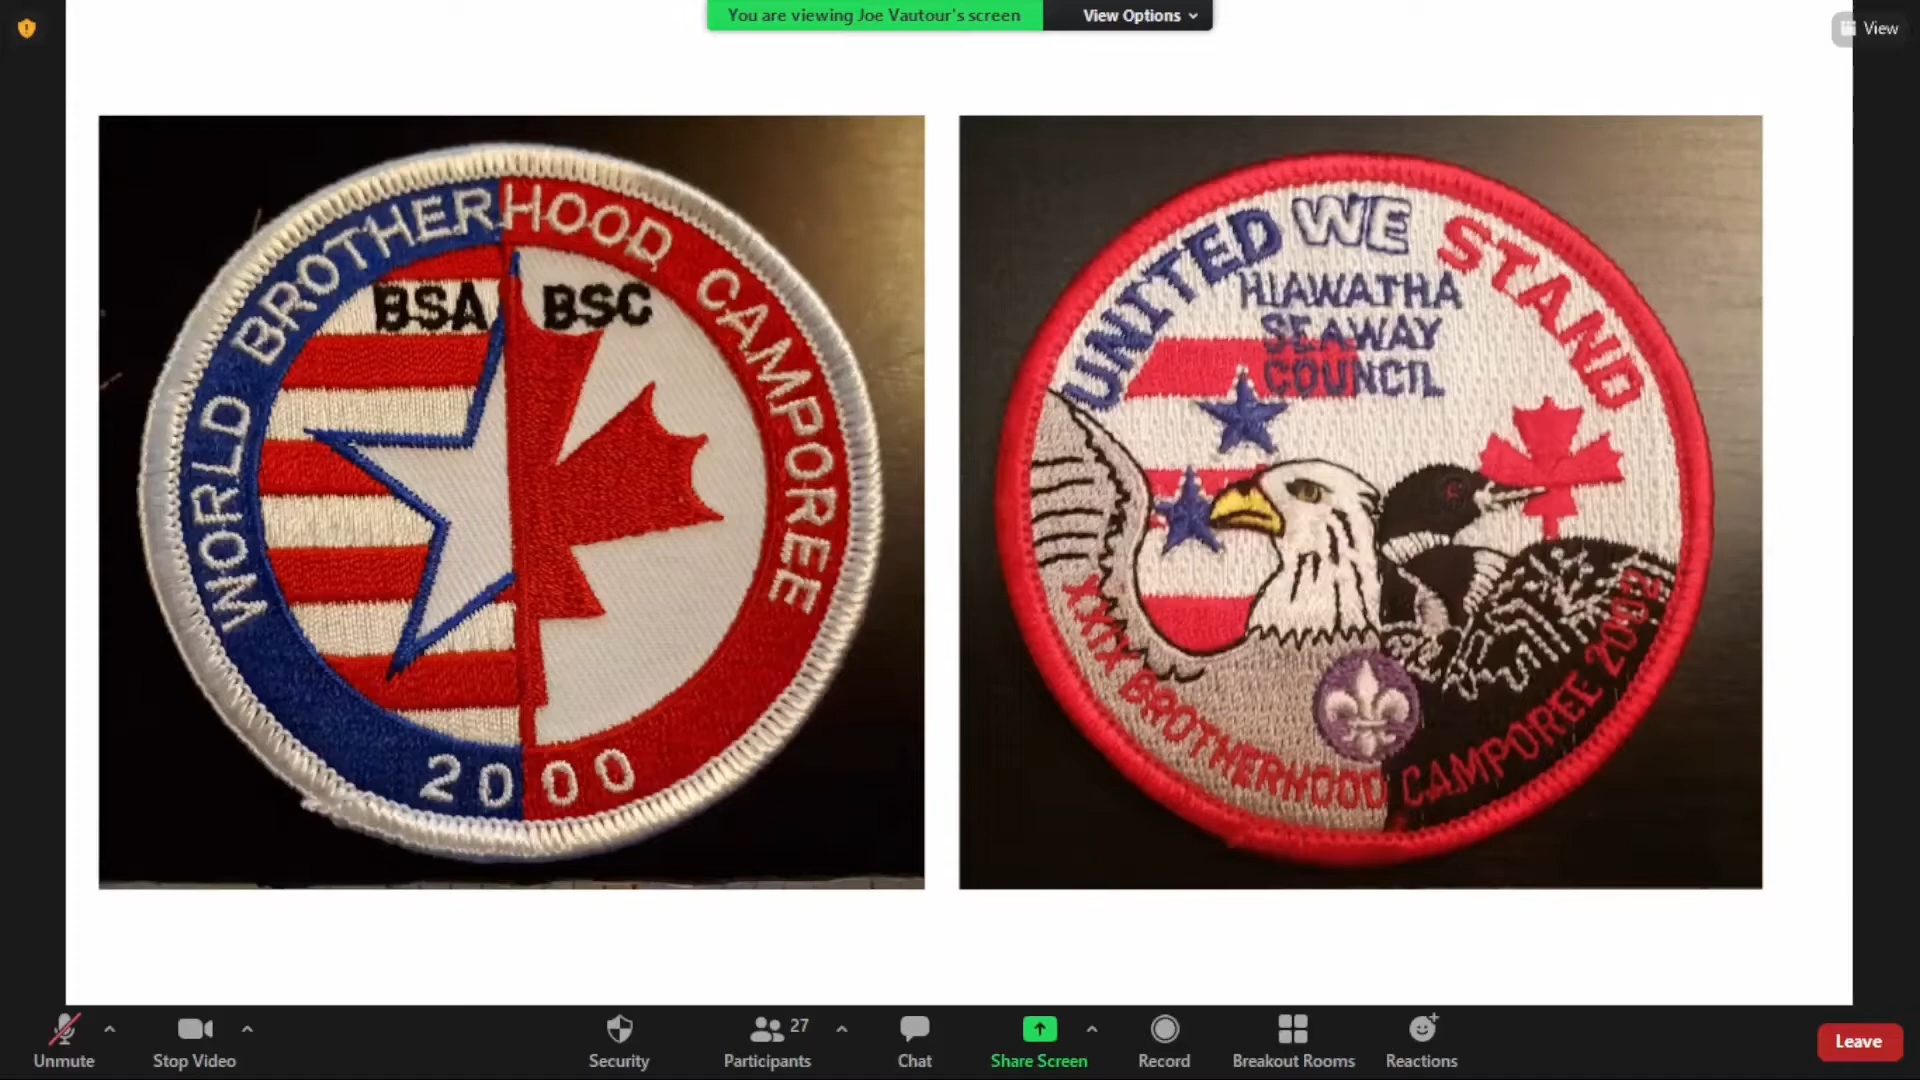 You are viewing Joe Vautour's screen
View Options
View
WORLD BROTHERHOOD CAMPOREE
BSA BSC
2000
UNITED WE STAND
HIAWATHA
SEAWAY
COUNCIL
XXIX BROTHERHOOD CAMPOREE 2002
Unmute
Stop Video
Security
Participants
27
Chat
Share Screen
Record
Breakout Rooms
Reactions
Leave